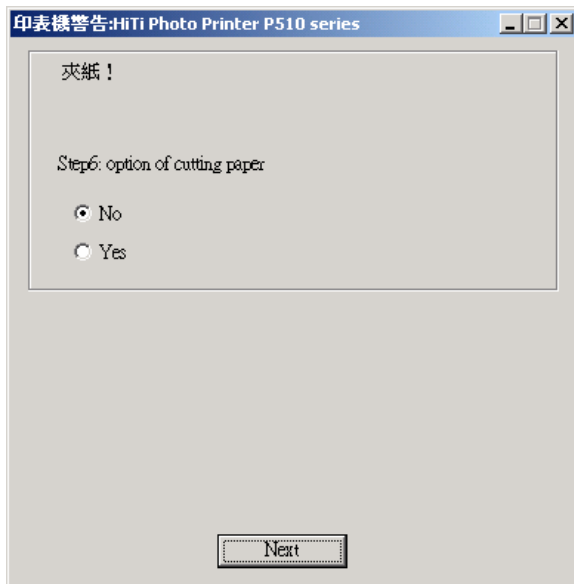 印表機警告:HiTi Photo Printer P510 series
夾紙！
Step6: option of cutting paper
No
Yes
Next